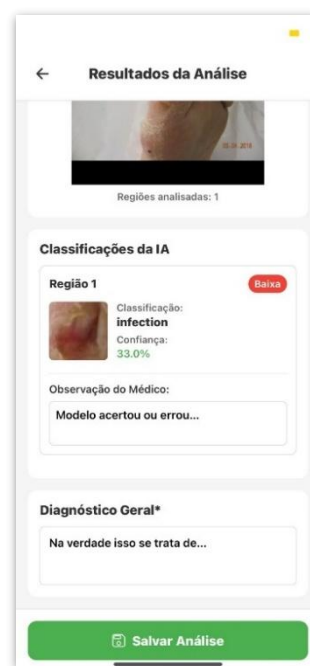 Resultados da Análise
Regiões analisadas: 1
Classificações da IA
Região 1
Baixa
Classificação:
infection
Confiança:
33.0%
Observação do Médico:
Modelo acertou ou errou...
Diagnóstico Geral*
Na verdade isso se trata de...
Salvar Análise